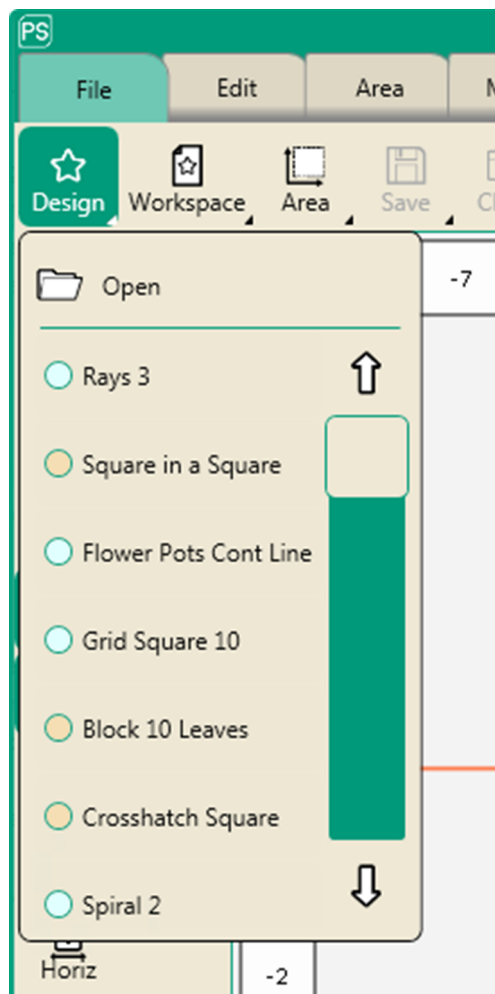 PS
File Edit Area
Design Workspace Area Save
Open
-7
Rays 3
Square in a Square
Flower Pots Cont Line
Grid Square 10
Block 10 Leaves
Crosshatch Square
Spiral 2
Horiz
-2